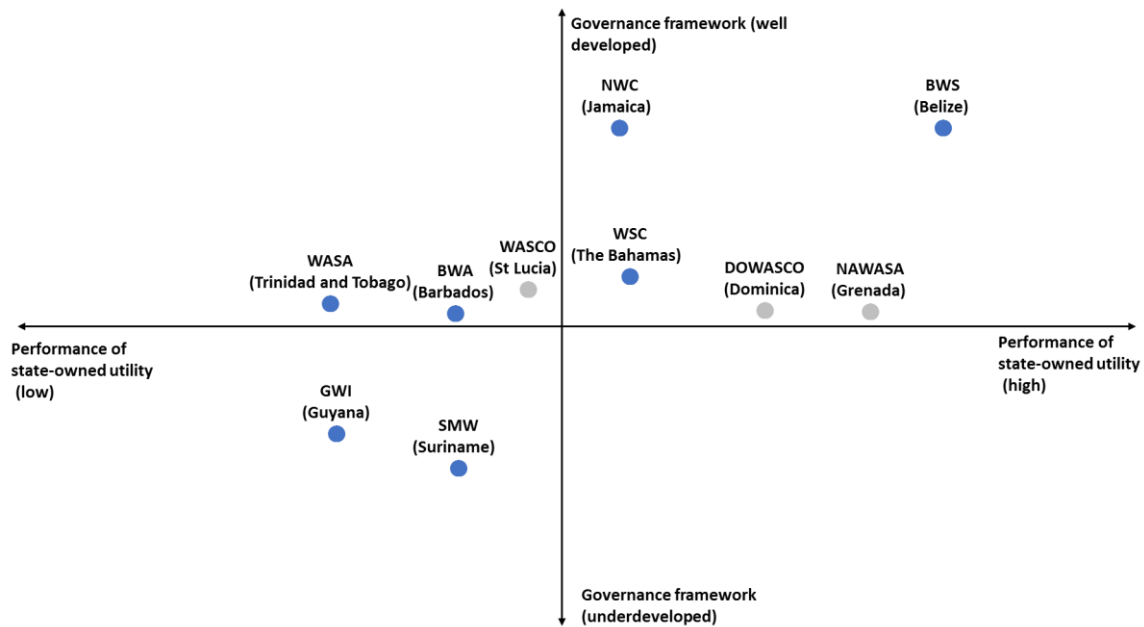 Governance framework (well
developed)
NWC
(Jamaica)
BWS
(Belize)
WASA
(Trinidad and Tobago)
BWA
(Barbados)
WASCO
(St Lucia)
WSC
(The Bahamas)
DOWASCO
(Dominica)
NAWASA
(Grenada)
Performance of
state-owned utility
(low)
Performance of
state-owned utility
(high)
GWI
(Guyana)
SMW
(Suriname)
Governance framework
(underdeveloped)